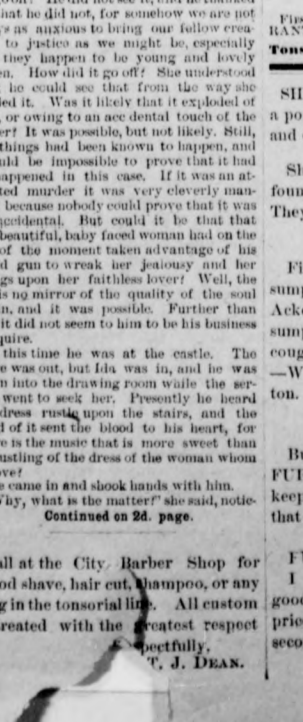 that he did not, for somehow we are not
's as anxious to bring our fellow crea-
to justice as we might be, especially
they happen to be young and lovely
en. How did it go off? She understood
he could see that from the way she
led it. Was it likely that it exploded of
, or owing to an acc dental touch of the
er? It was possible, but not likely. Still,
things had been known to happen, and
uld be impossible to prove that it had
appened in this case. If it was an at-
ted murder it was very cleverly man-
because nobody could prove that it was
accidental. But could it be that that
beautiful, baby faced woman had on the
of the moment taken advantage of his
d gun to wreak her jealousy and her
gs upon her faithless lover? Well, the
is no mirror of the quality of the soul
n, and it was possible. Further than
it did not seem to him to be his business
quire.
this time he was at the castle. The
e was out, but Ida was in, and he was
n into the drawing room while the ser-
went to seek her. Presently he heard
dress rustle upon the stairs, and the
d of it sent the blood to his heart, for
e is the music that is more sweet than
ustling of the dress of the woman whom
ove?
e came in and shook hands with him.
Why, what is the matter?" she said, notic-
Continued on 2d. page.
all at the City Barber Shop for
od shave, hair cut, shampoo, or any
g in the tonsorial line. All custom
reated with the greatest respect
pectfully,
T. J. DEAN.
RAN
Tons
SH
a po
and
Sh
foun
They
Fi
sump
Ack
sump
coug
—W
ton.
FUI
keep
that
I
good
pric
seco